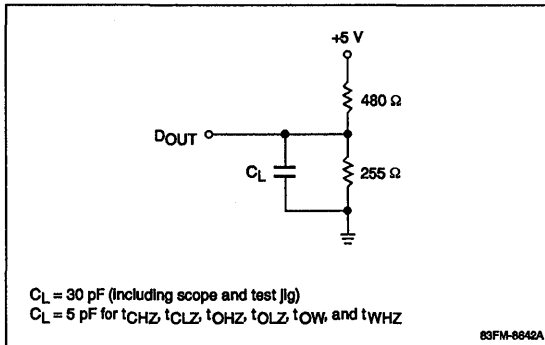 +5 V
480 Ω
DOUT
CL
255 Ω
CL = 30 pF (including scope and test jig)
CL = 5 pF for tCHZ, tCLZ, tOHZ, tOLZ, tOW, and tWHZ
83FM-8642A